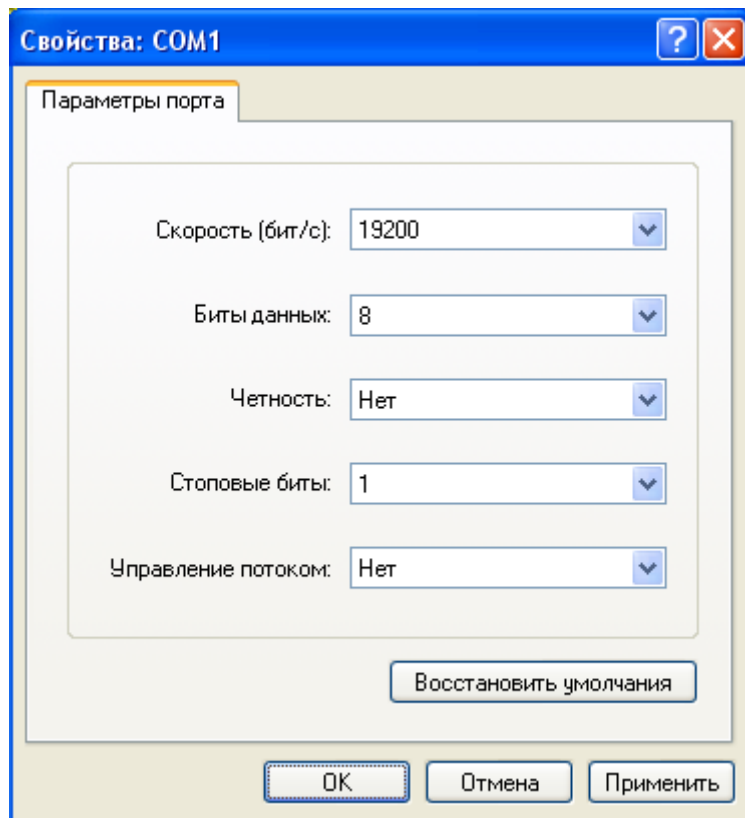 Свойства: COM1
Параметры порта
Скорость (бит/с): 19200
Биты данных: 8
Четность: Нет
Стоповые биты: 1
Управление потоком: Нет
Восстановить умолчания
OK Отмена Применить